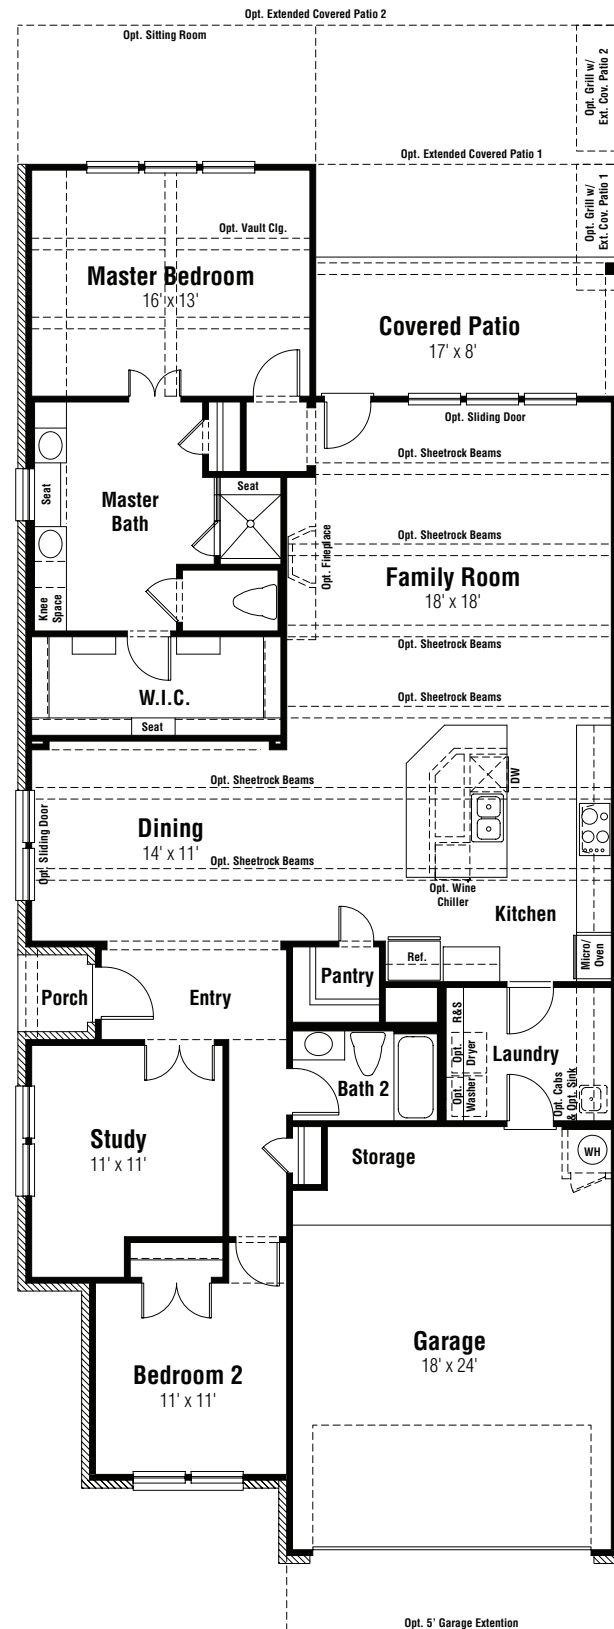 Opt. Extended Covered Patio 2
Opt. Sitting Room
Opt. Grill w/
Ext. Cov. Patio 2
Opt. Extended Covered Patio 1
Opt. Grill w/
Ext. Cov. Patio 1
Opt. Vault Clg.
Master Bedroom
16' x 13'
Covered Patio
17' x 8'
Opt. Sliding Door
Opt. Sheetrock Beams
Seat
Seat
Master
Bath
Opt. Sheetrock Beams
Opt. Fireplace
Family Room
18' x 18'
Knee
Space
Opt. Sheetrock Beams
W.I.C.
Opt. Sheetrock Beams
Seat
Opt. Sheetrock Beams
DW
Opt. Sliding Door
Dining
14' x 11'
Opt. Sheetrock Beams
Opt. Wine
Chiller
Kitchen
Micro/
Oven
Ref.
Pantry
Porch
Entry
R&S
Opt.
Dryer
Laundry
Opt.
Washer
Opt. Cabs
& Opt. Sink
Bath 2
Study
11' x 11'
Storage
WH
Garage
18' x 24'
Bedroom 2
11' x 11'
Opt. 5' Garage Extention